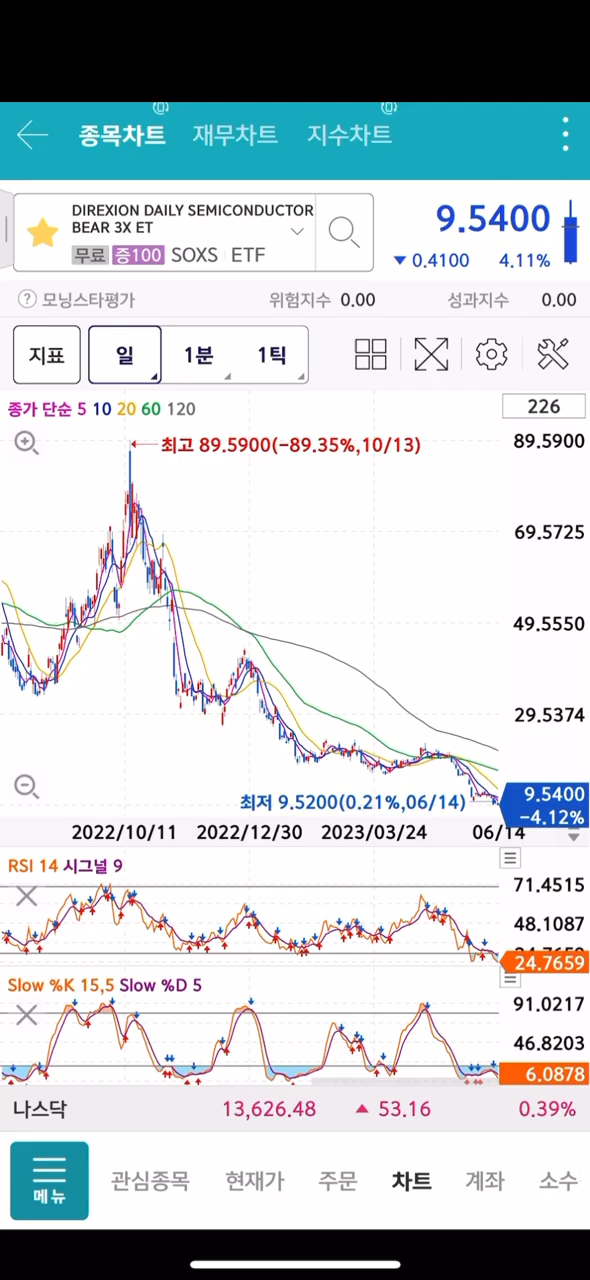 종목차트 재무차트 지수차트
DIREXION DAILY SEMICONDUCTOR
BEAR 3X ET
무료 증100 SOXS ETF
9.5400
▼ 0.4100 4.11%
? 모닝스타평가 위험지수 0.00 성과지수 0.00
지표 일 1분 1틱
종가 단순 5 10 20 60 120
226
최고 89.5900(-89.35%,10/13)
89.5900
69.5725
49.5550
29.5374
최저 9.5200(0.21%,06/14)
9.5400
-4.12%
2022/10/11 2022/12/30 2023/03/24 06/14
RSI 14 시그널 9
71.4515
48.1087
24.7659
Slow %K 15,5 Slow %D 5
91.0217
46.8203
6.0878
나스닥 13,626.48 ▲ 53.16 0.39%
메뉴 관심종목 현재가 주문 차트 계좌 소수